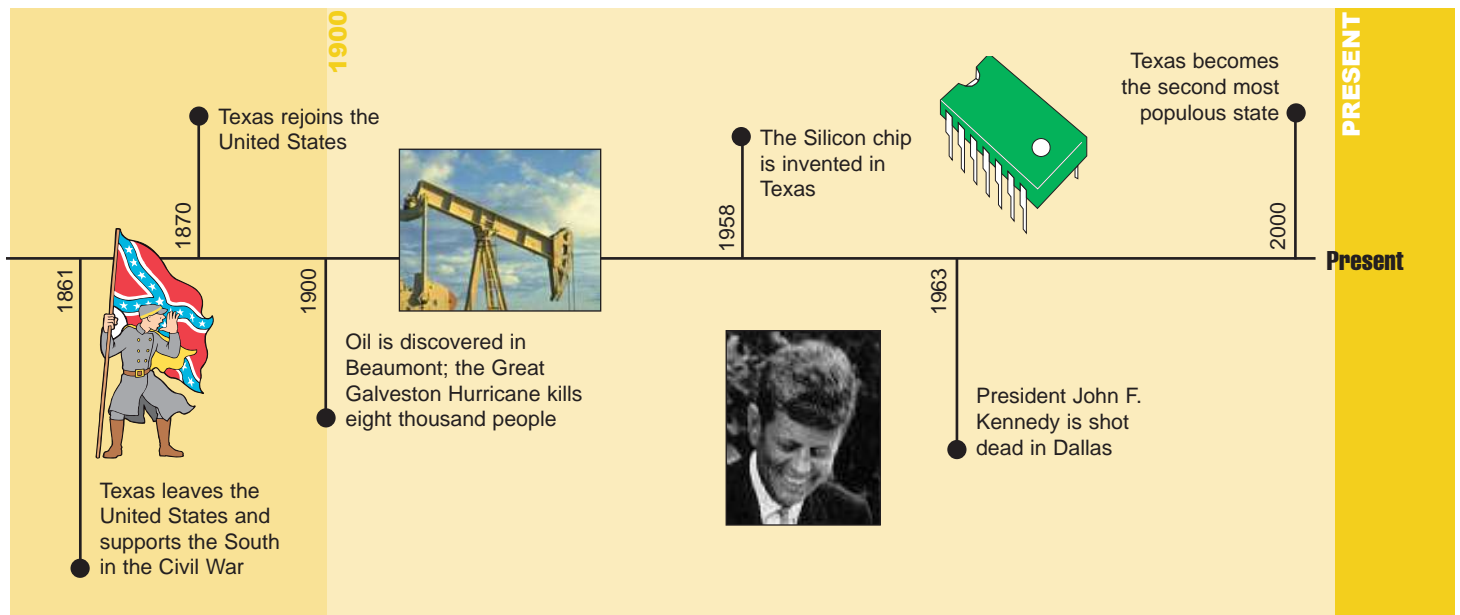 1900
PRESENT
1861
Texas leaves the
United States and
supports the South
in the Civil War
1870
Texas rejoins the
United States
1900
Oil is discovered in
Beaumont; the Great
Galveston Hurricane kills
eight thousand people
1958
The Silicon chip
is invented in
Texas
1963
President John F.
Kennedy is shot
dead in Dallas
2000
Texas becomes
the second most
populous state
Present